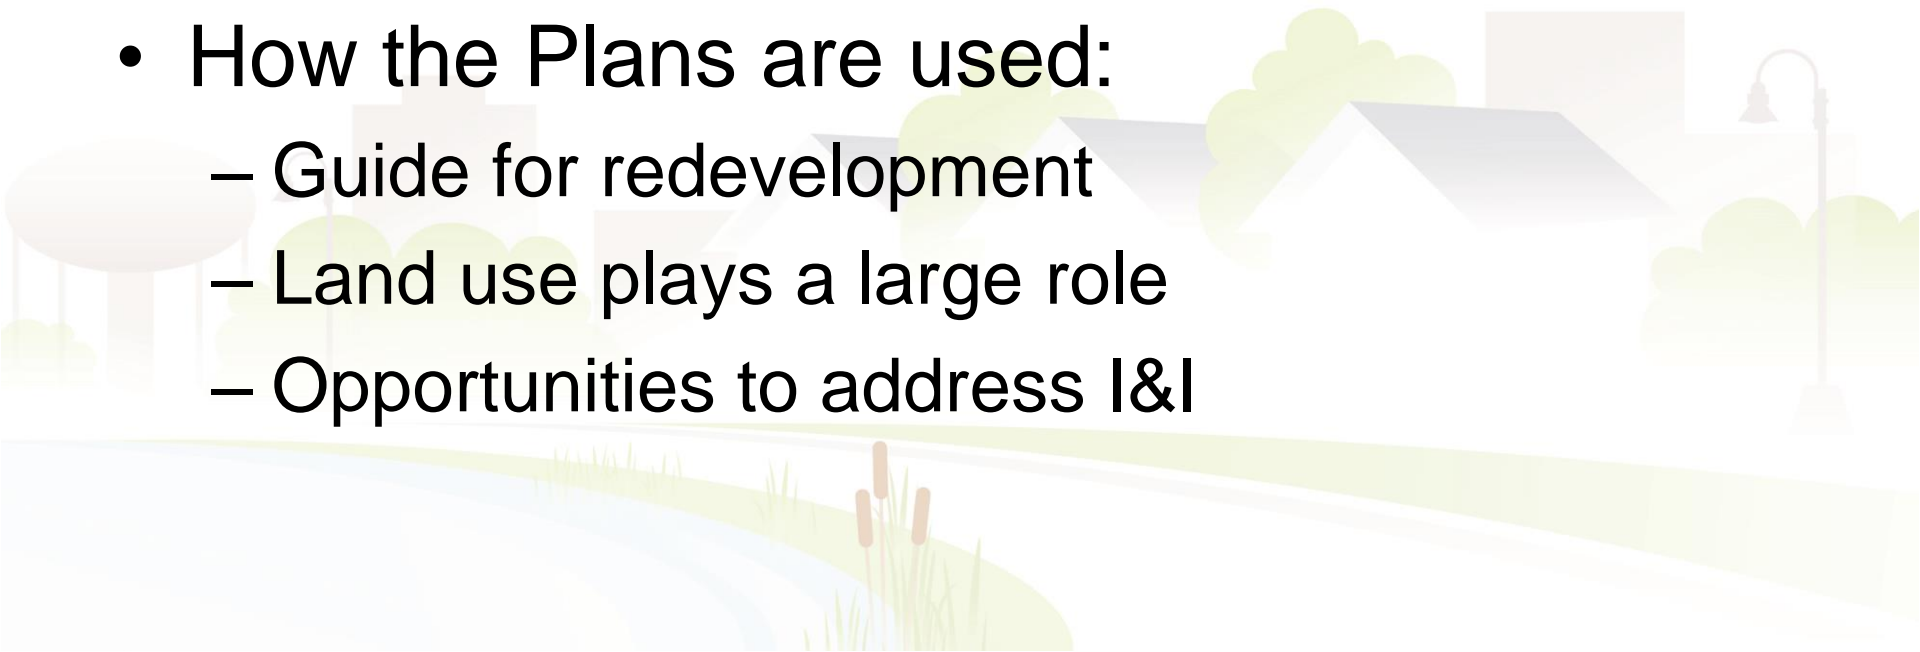 • How the Plans are used:
– Guide for redevelopment
– Land use plays a large role
– Opportunities to address I&I